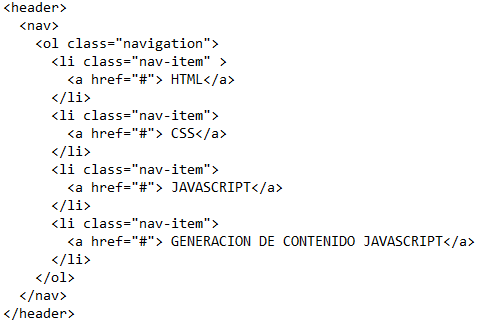 <header>
  <nav>
    <ol class="navigation">
      <li class="nav-item" >
        <a href="#"> HTML</a>
      </li>
      <li class="nav-item">
        <a href="#"> CSS</a>
      </li>
      <li class="nav-item">
        <a href="#"> JAVASCRIPT</a>
      </li>
      <li class="nav-item">
        <a href="#"> GENERACION DE CONTENIDO JAVASCRIPT</a>
      </li>
    </ol>
  </nav>
</header>